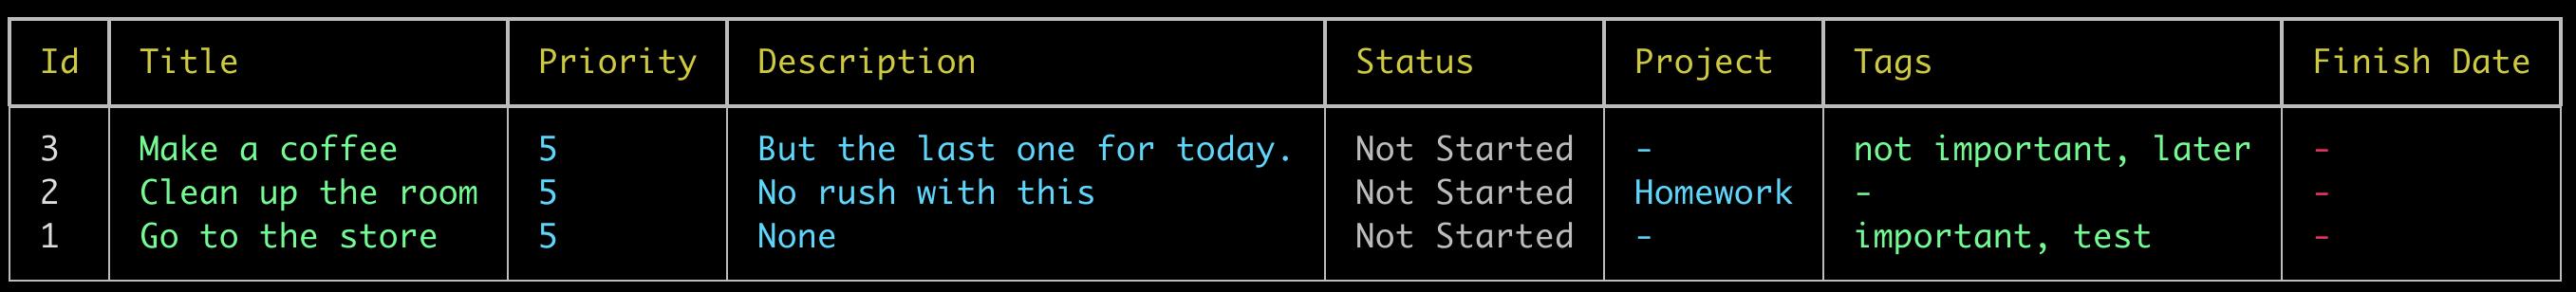 Id Title Priority Description Status Project Tags Finish Date
3 Make a coffee 5 But the last one for today. Not Started - not important, later -
2 Clean up the room 5 No rush with this Not Started Homework - -
1 Go to the store 5 None Not Started - important, test -